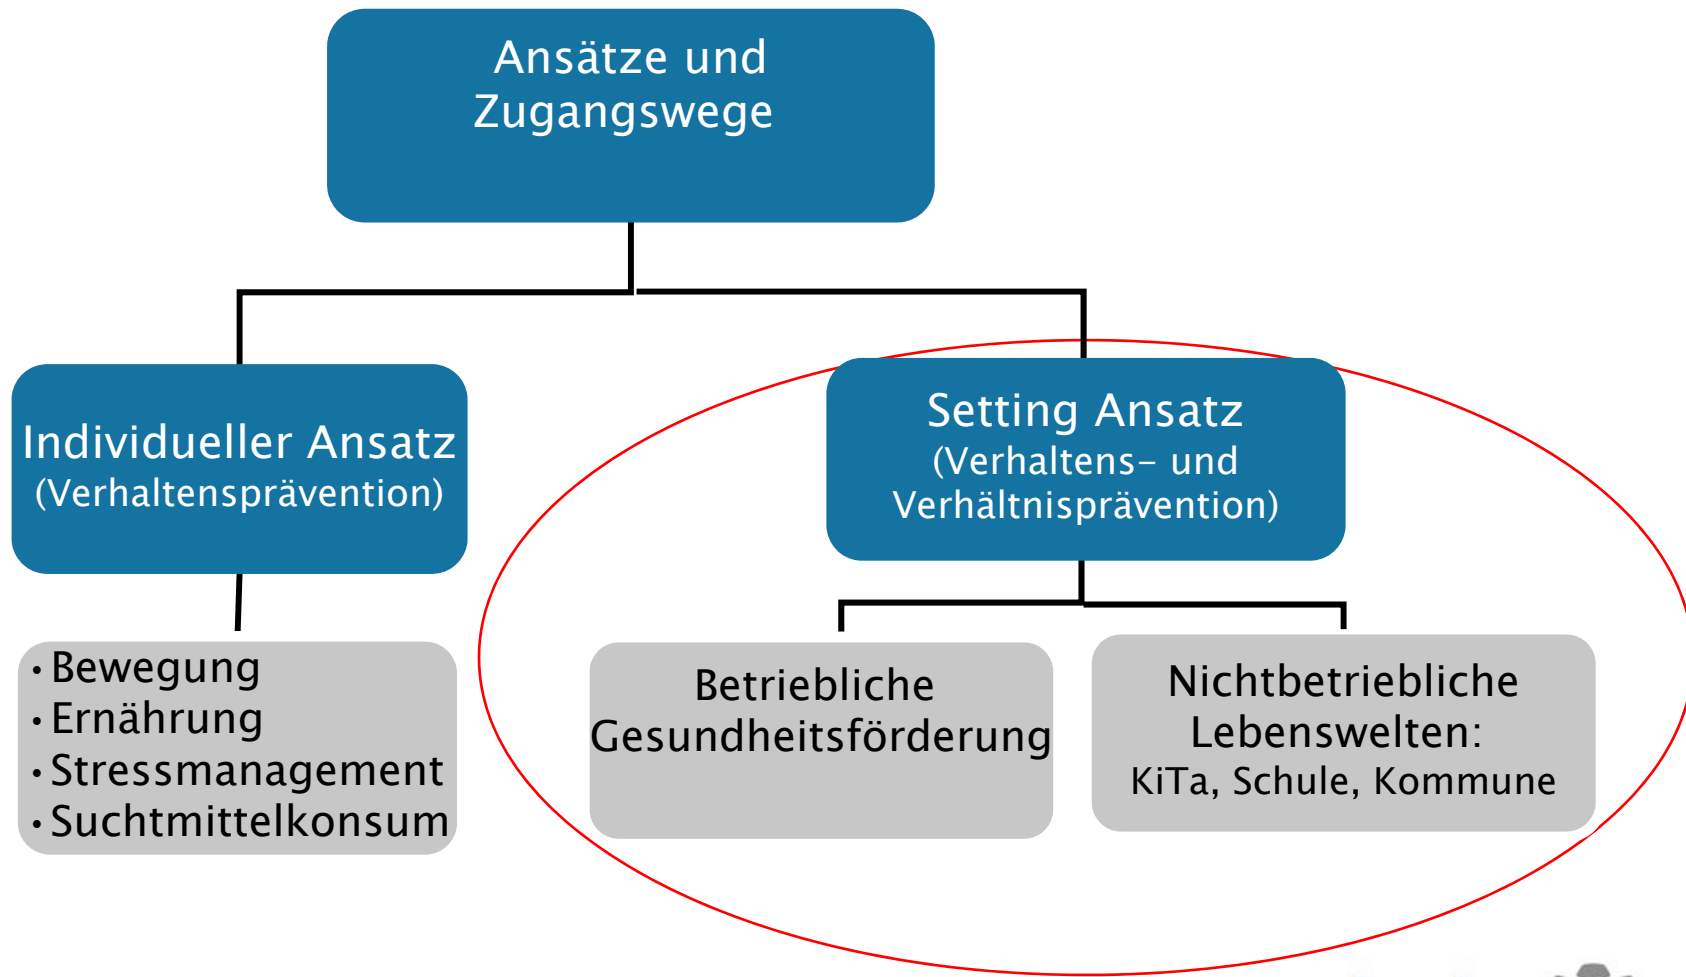 Ansätze und
Zugangswege
Individueller Ansatz
(Verhaltensprävention)
Setting Ansatz
(Verhaltens- und
Verhältnisprävention)
• Bewegung
• Ernährung
• Stressmanagement
• Suchtmittelkonsum
Betriebliche
Gesundheitsförderung
Nichtbetriebliche
Lebenswelten:
KiTa, Schule, Kommune